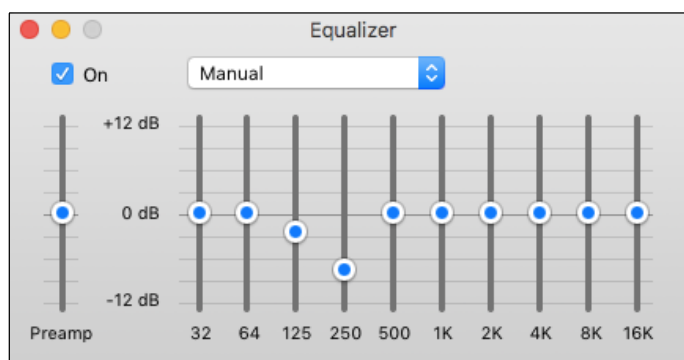 Equalizer
On Manual
+12 dB
0 dB
-12 dB
Preamp 32 64 125 250 500 1K 2K 4K 8K 16K